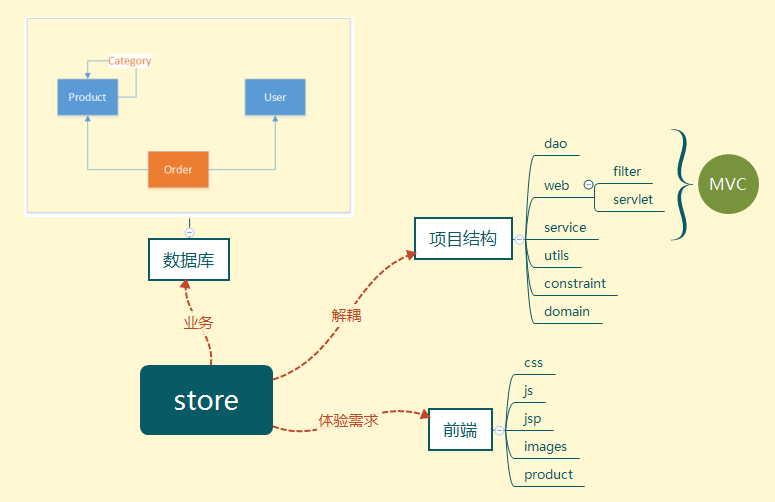 Category
Product
User
Order
数据库
业务
store
解耦
体验需求
项目结构
dao
web
filter
servlet
service
utils
constraint
domain
MVC
前端
css
js
jsp
images
product